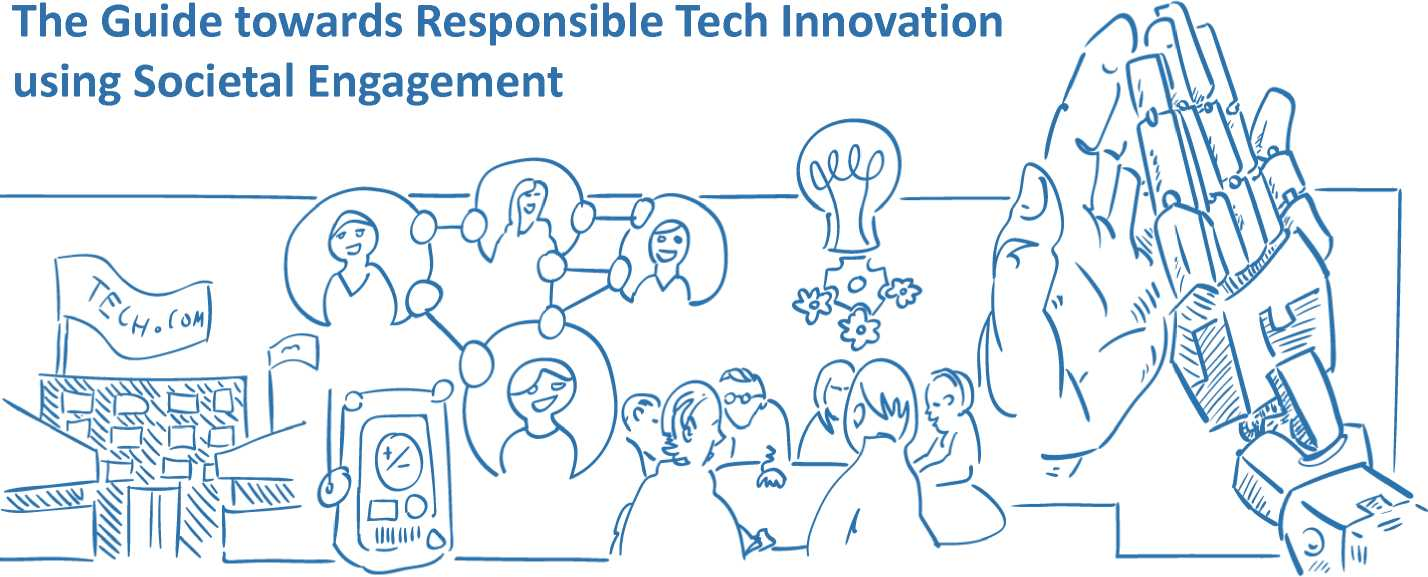 The Guide towards Responsible Tech Innovation
using Societal Engagement
TECH.COM
+/-